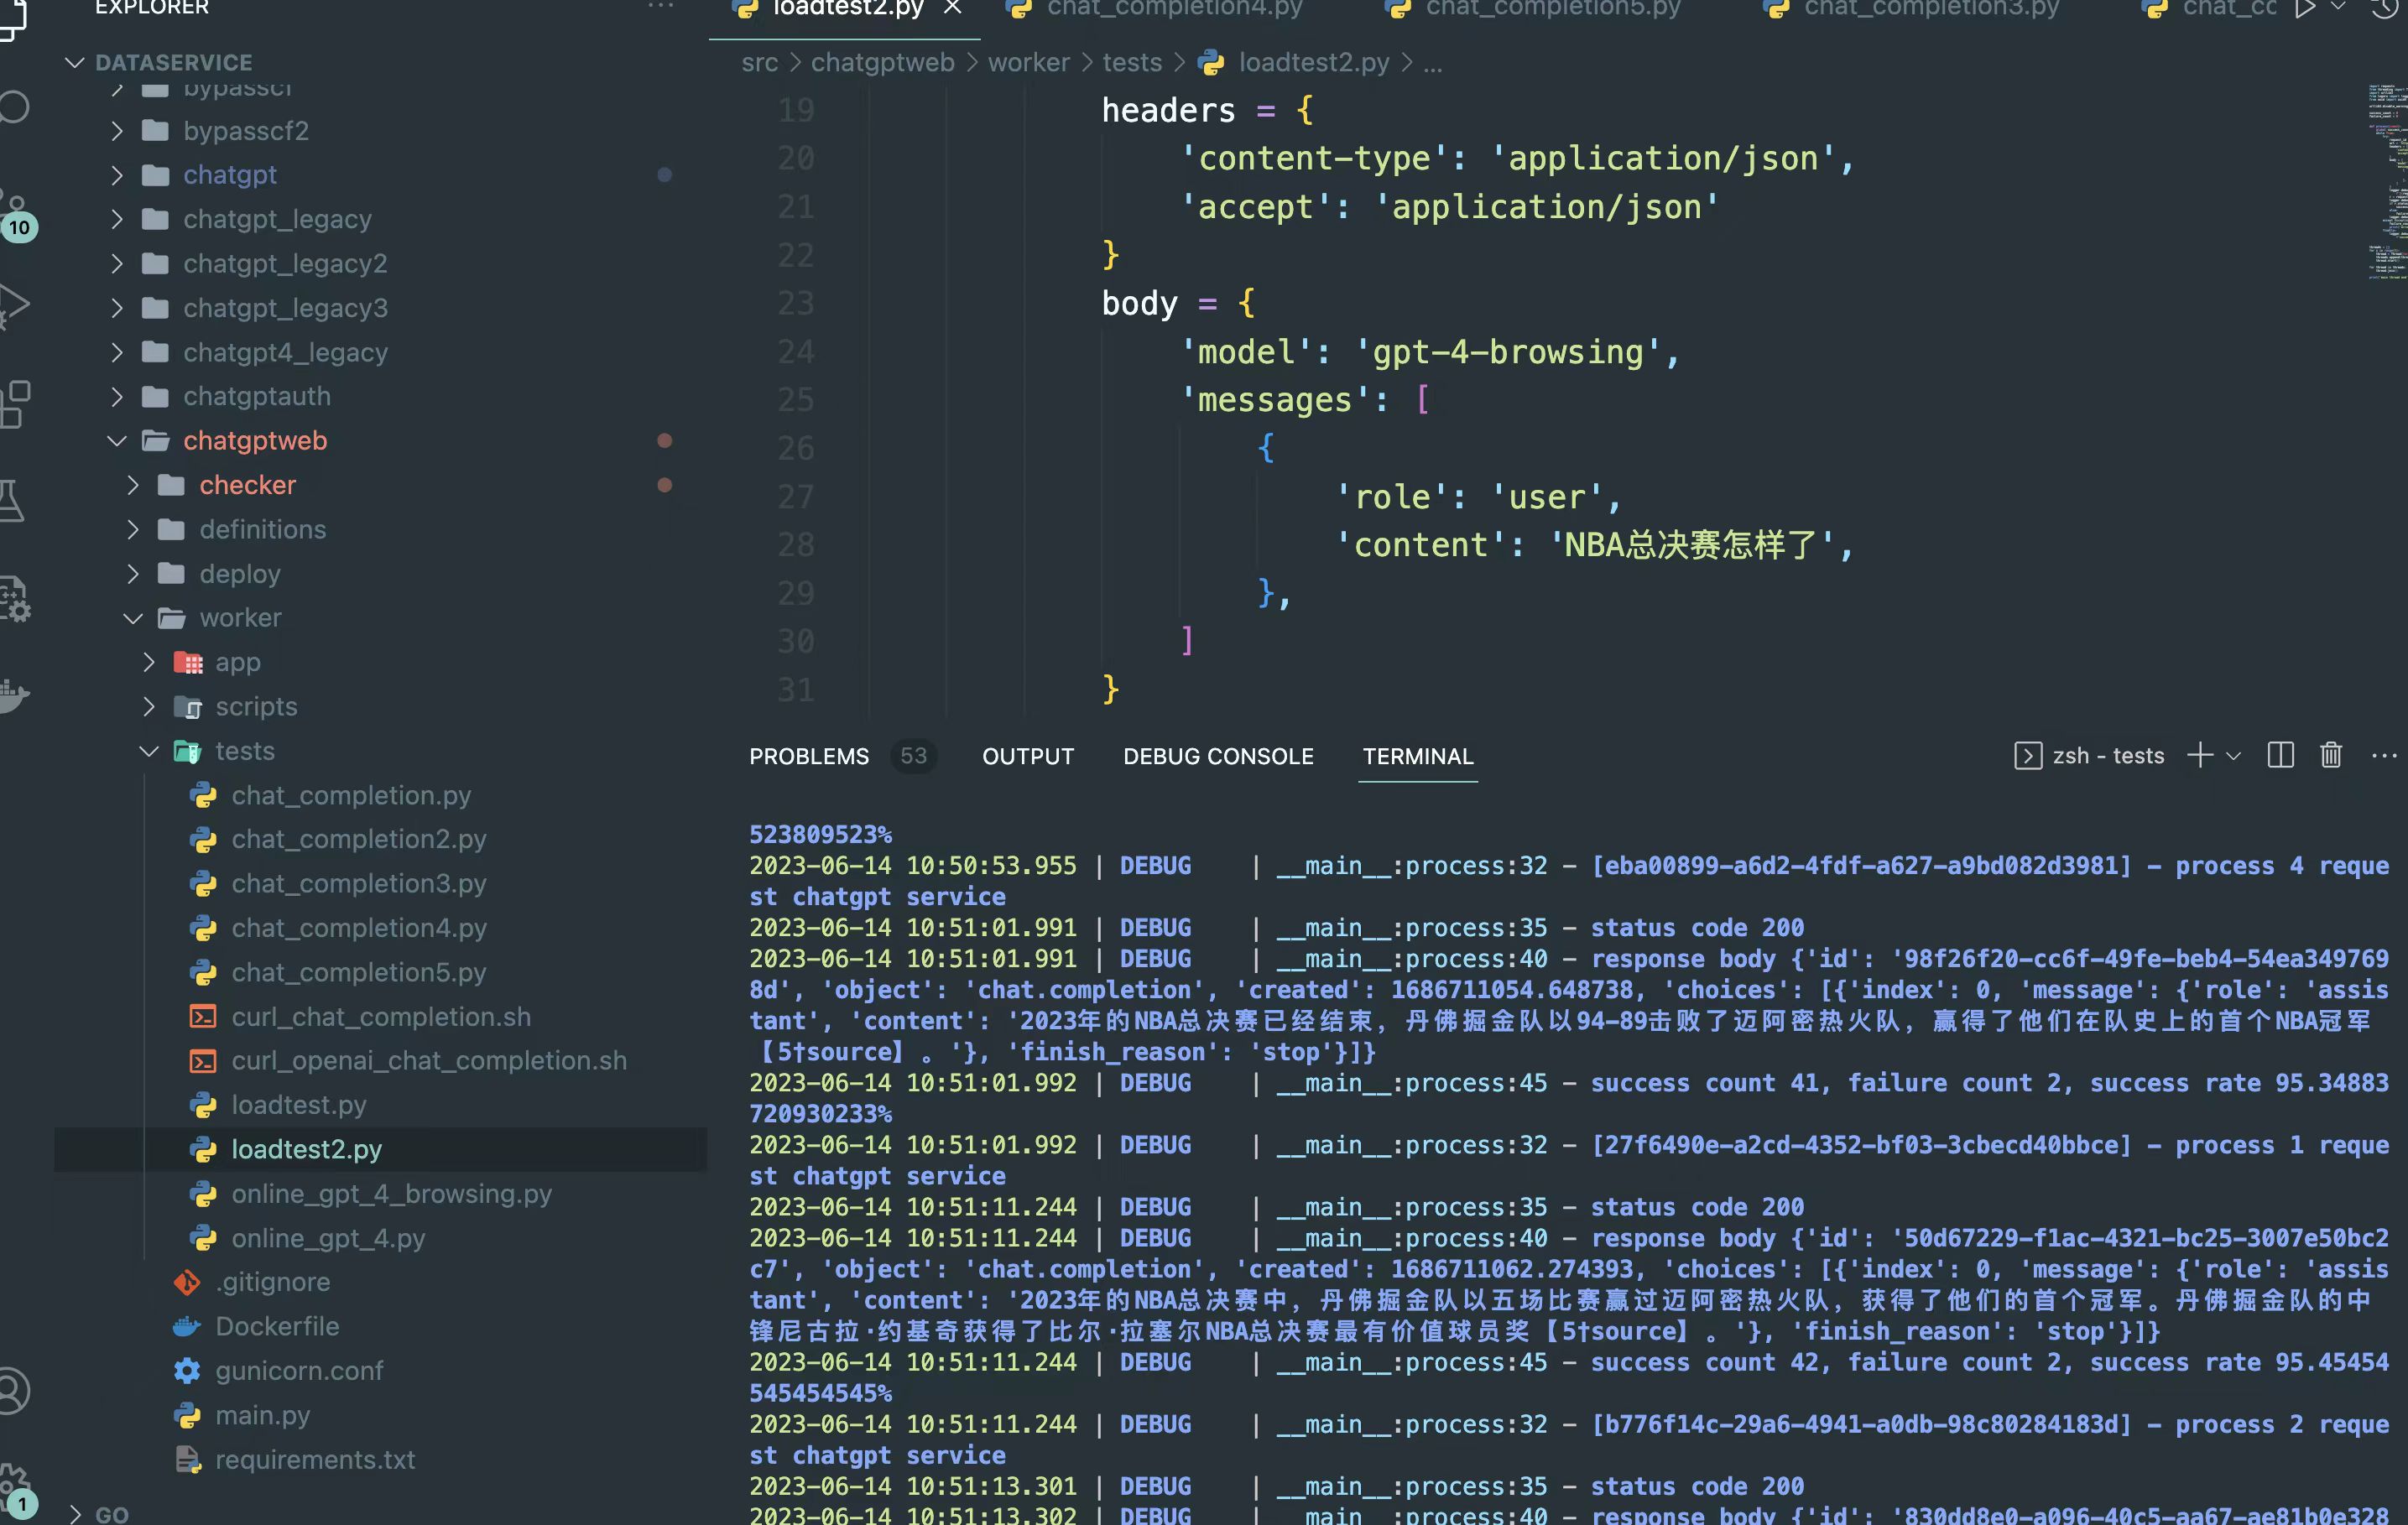 EXPLORER
DATASERVICE
bypasscf
bypasscf2
chatgpt
chatgpt_legacy
10
chatgpt_legacy2
chatgpt_legacy3
chatgpt4_legacy
chatgptauth
chatgptweb
checker
definitions
deploy
worker
app
scripts
tests
chat_completion.py
chat_completion2.py
chat_completion3.py
chat_completion4.py
chat_completion5.py
curl_chat_completion.sh
curl_openai_chat_completion.sh
loadtest.py
loadtest2.py
online_gpt_4_browsing.py
online_gpt_4.py
.gitignore
Dockerfile
gunicorn.conf
main.py
requirements.txt
1
GO
loadtest2.py chat_completion4.py chat_completion5.py chat_completion3.py chat_cc
src > chatgptweb > worker > tests > loadtest2.py > ...
19 headers = {
20 'content-type': 'application/json',
21 'accept': 'application/json'
22 }
23 body = {
24 'model': 'gpt-4-browsing',
25 'messages': [
26 {
27 'role': 'user',
28 'content': 'NBA总决赛怎样了',
29 },
30 ]
31 }
PROBLEMS 53 OUTPUT DEBUG CONSOLE TERMINAL zsh - tests
523809523%
2023-06-14 10:50:53.955 | DEBUG | __main__:process:32 - [eba00899-a6d2-4fdf-a627-a9bd082d3981] - process 4 reque
st chatgpt service
2023-06-14 10:51:01.991 | DEBUG | __main__:process:35 - status code 200
2023-06-14 10:51:01.991 | DEBUG | __main__:process:40 - response body {'id': '98f26f20-cc6f-49fe-beb4-54ea349769
8d', 'object': 'chat.completion', 'created': 1686711054.648738, 'choices': [{'index': 0, 'message': {'role': 'assis
tant', 'content': '2023年的NBA总决赛已经结束，丹佛掘金队以94-89击败了迈阿密热火队，赢得了他们在队史上的首个NBA冠军
【5†source】。'}, 'finish_reason': 'stop'}]}
2023-06-14 10:51:01.992 | DEBUG | __main__:process:45 - success count 41, failure count 2, success rate 95.34883
720930233%
2023-06-14 10:51:01.992 | DEBUG | __main__:process:32 - [27f6490e-a2cd-4352-bf03-3cbecd40bbce] - process 1 reque
st chatgpt service
2023-06-14 10:51:11.244 | DEBUG | __main__:process:35 - status code 200
2023-06-14 10:51:11.244 | DEBUG | __main__:process:40 - response body {'id': '50d67229-f1ac-4321-bc25-3007e50bc2
c7', 'object': 'chat.completion', 'created': 1686711062.274393, 'choices': [{'index': 0, 'message': {'role': 'assis
tant', 'content': '2023年的NBA总决赛中，丹佛掘金队以五场比赛赢过迈阿密热火队，获得了他们的首个冠军。丹佛掘金队的中
锋尼古拉·约基奇获得了比尔·拉塞尔NBA总决赛最有价值球员奖【5†source】。'}, 'finish_reason': 'stop'}]}
2023-06-14 10:51:11.244 | DEBUG | __main__:process:45 - success count 42, failure count 2, success rate 95.45454
545454545%
2023-06-14 10:51:11.244 | DEBUG | __main__:process:32 - [b776f14c-29a6-4941-a0db-98c80284183d] - process 2 reque
st chatgpt service
2023-06-14 10:51:13.301 | DEBUG | __main__:process:35 - status code 200
2023-06-14 10:51:13.302 | DEBUG | __main__:process:40 - response body {'id': '830dd8e0-a096-40c5-aa67-ae81b0e328